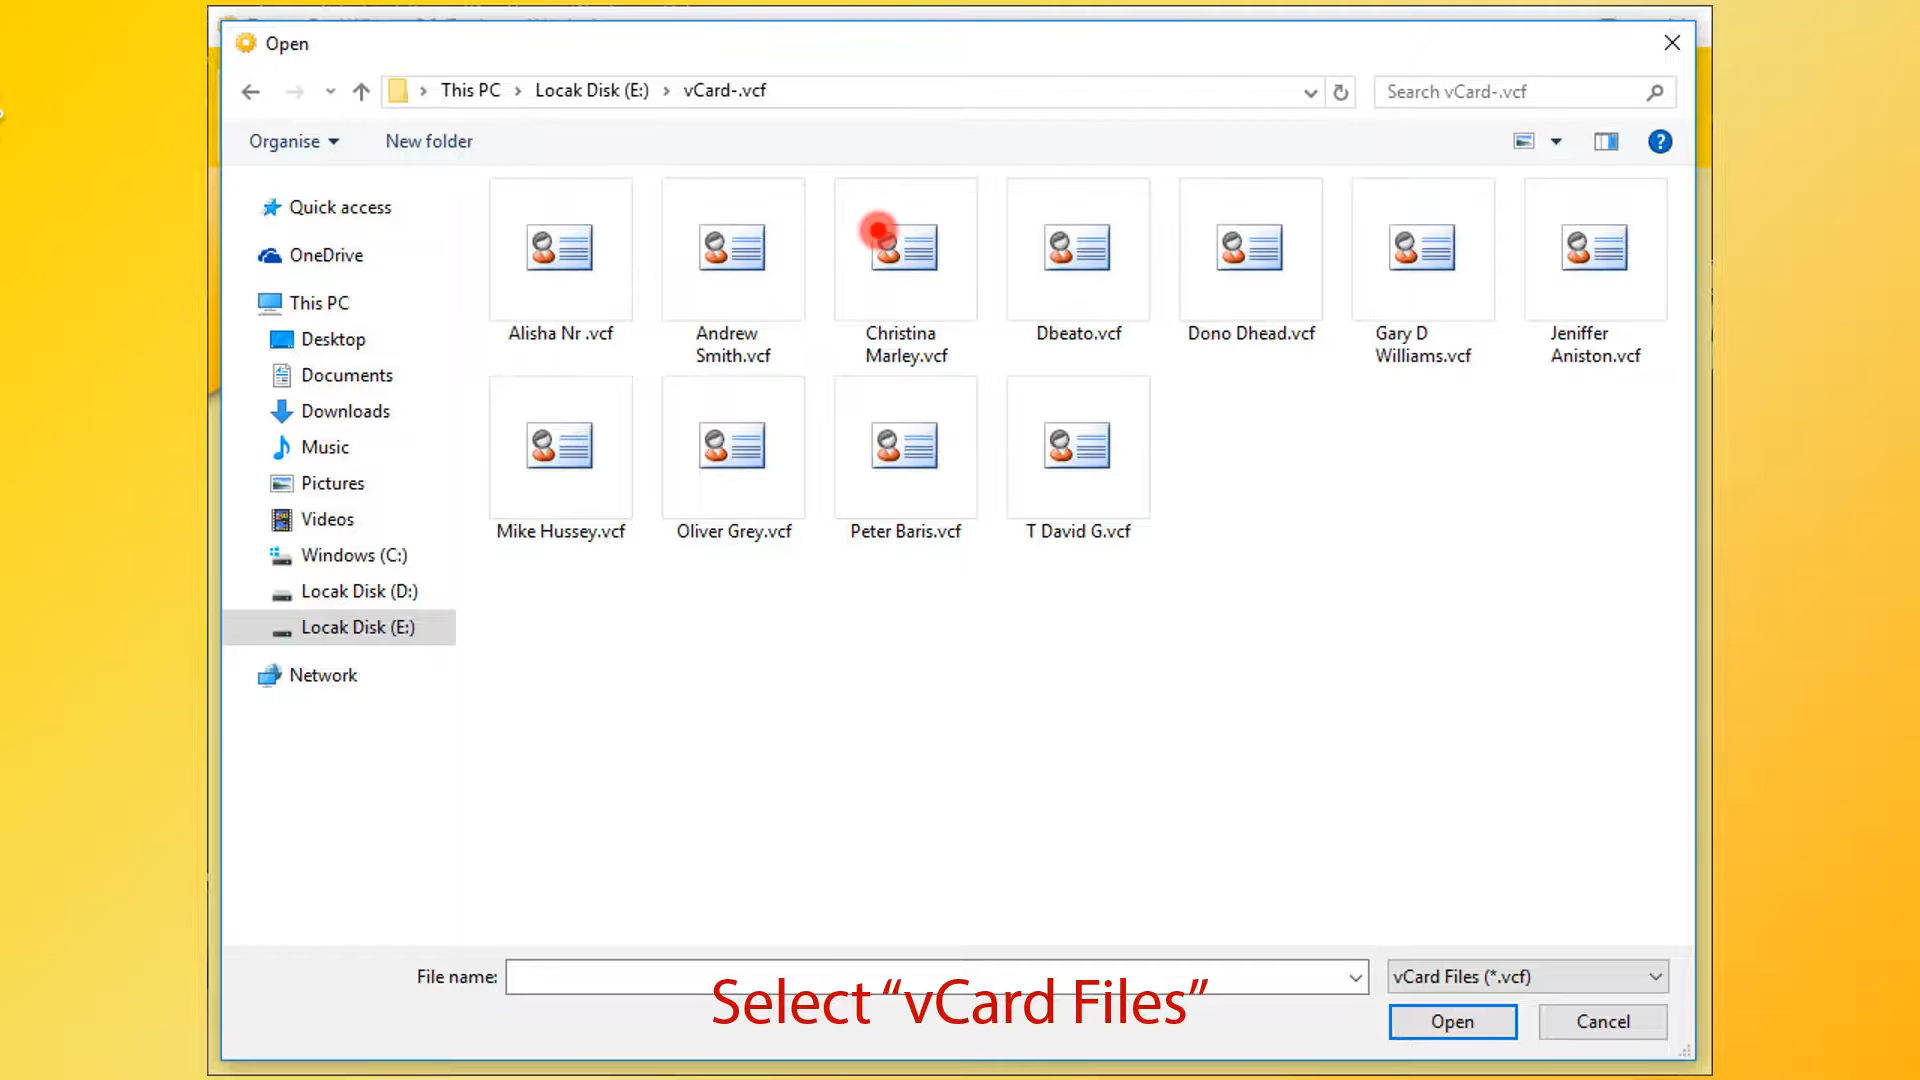 Open
This PC
Locak Disk (E:)
vCard-.vcf
Search vCard-.vcf
Organise
New folder
?
Quick access
OneDrive
This PC
Desktop
Documents
Downloads
Music
Pictures
Videos
Windows (C:)
Locak Disk (D:)
Locak Disk (E:)
Network
Alisha Nr .vcf
Andrew
Smith.vcf
Christina
Marley.vcf
Dbeato.vcf
Dono Dhead.vcf
Gary D
Williams.vcf
Jeniffer
Aniston.vcf
Mike Hussey.vcf
Oliver Grey.vcf
Peter Baris.vcf
T David G.vcf
File name:
vCard Files (*.vcf)
Select “vCard Files”
Open
Cancel